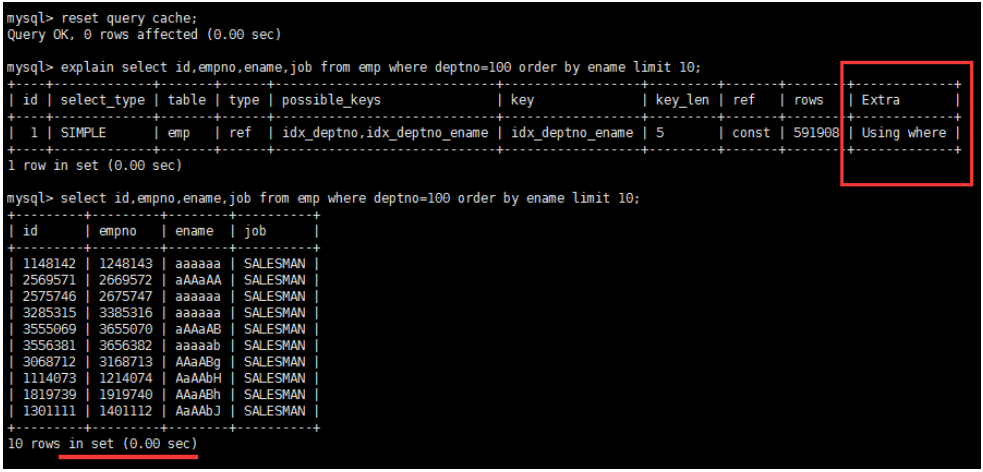 mysql> reset query cache;
Query OK, 0 rows affected (0.00 sec)
mysql> explain select id,empno,ename,job from emp where deptno=100 order by ename limit 10;
+----+-------------+-------+------+---------------------------+------------------+---------+-------+--------+-------------+
| id | select_type | table | type | possible_keys | key | key_len | ref | rows | Extra |
+----+-------------+-------+------+---------------------------+------------------+---------+-------+--------+-------------+
| 1 | SIMPLE | emp | ref | idx_deptno,idx_deptno_ename | idx_deptno_ename | 5 | const | 591908 | Using where |
+----+-------------+-------+------+---------------------------+------------------+---------+-------+--------+-------------+
1 row in set (0.00 sec)
mysql> select id,empno,ename,job from emp where deptno=100 order by ename limit 10;
+---------+---------+--------+----------+
| id | empno | ename | job |
+---------+---------+--------+----------+
| 1148142 | 1248143 | aaaaaa | SALESMAN |
| 2569571 | 2669572 | aAAaAA | SALESMAN |
| 2575746 | 2675747 | aaaaaa | SALESMAN |
| 3285315 | 3385316 | aaaaaa | SALESMAN |
| 3555069 | 3655070 | aAAaAB | SALESMAN |
| 3556381 | 3656382 | aaaaab | SALESMAN |
| 3068712 | 3168713 | AAaABg | SALESMAN |
| 1114073 | 1214074 | AaAAbH | SALESMAN |
| 1819739 | 1919740 | AAaABh | SALESMAN |
| 1301111 | 1401112 | AaAAbJ | SALESMAN |
+---------+---------+--------+----------+
10 rows in set (0.00 sec)